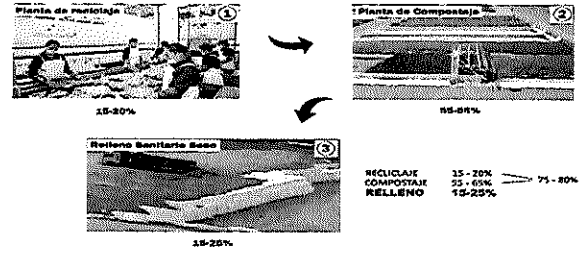 Planta de reciclaje
1
Planta de Compostaje
2
15-20%
55-65%
Relleno Sanitario Seco
3
15-25%
RECLICLAJE 15 - 20%
COMPOSTAJE 55 - 65%
75 - 80%
RELLENO 15-25%